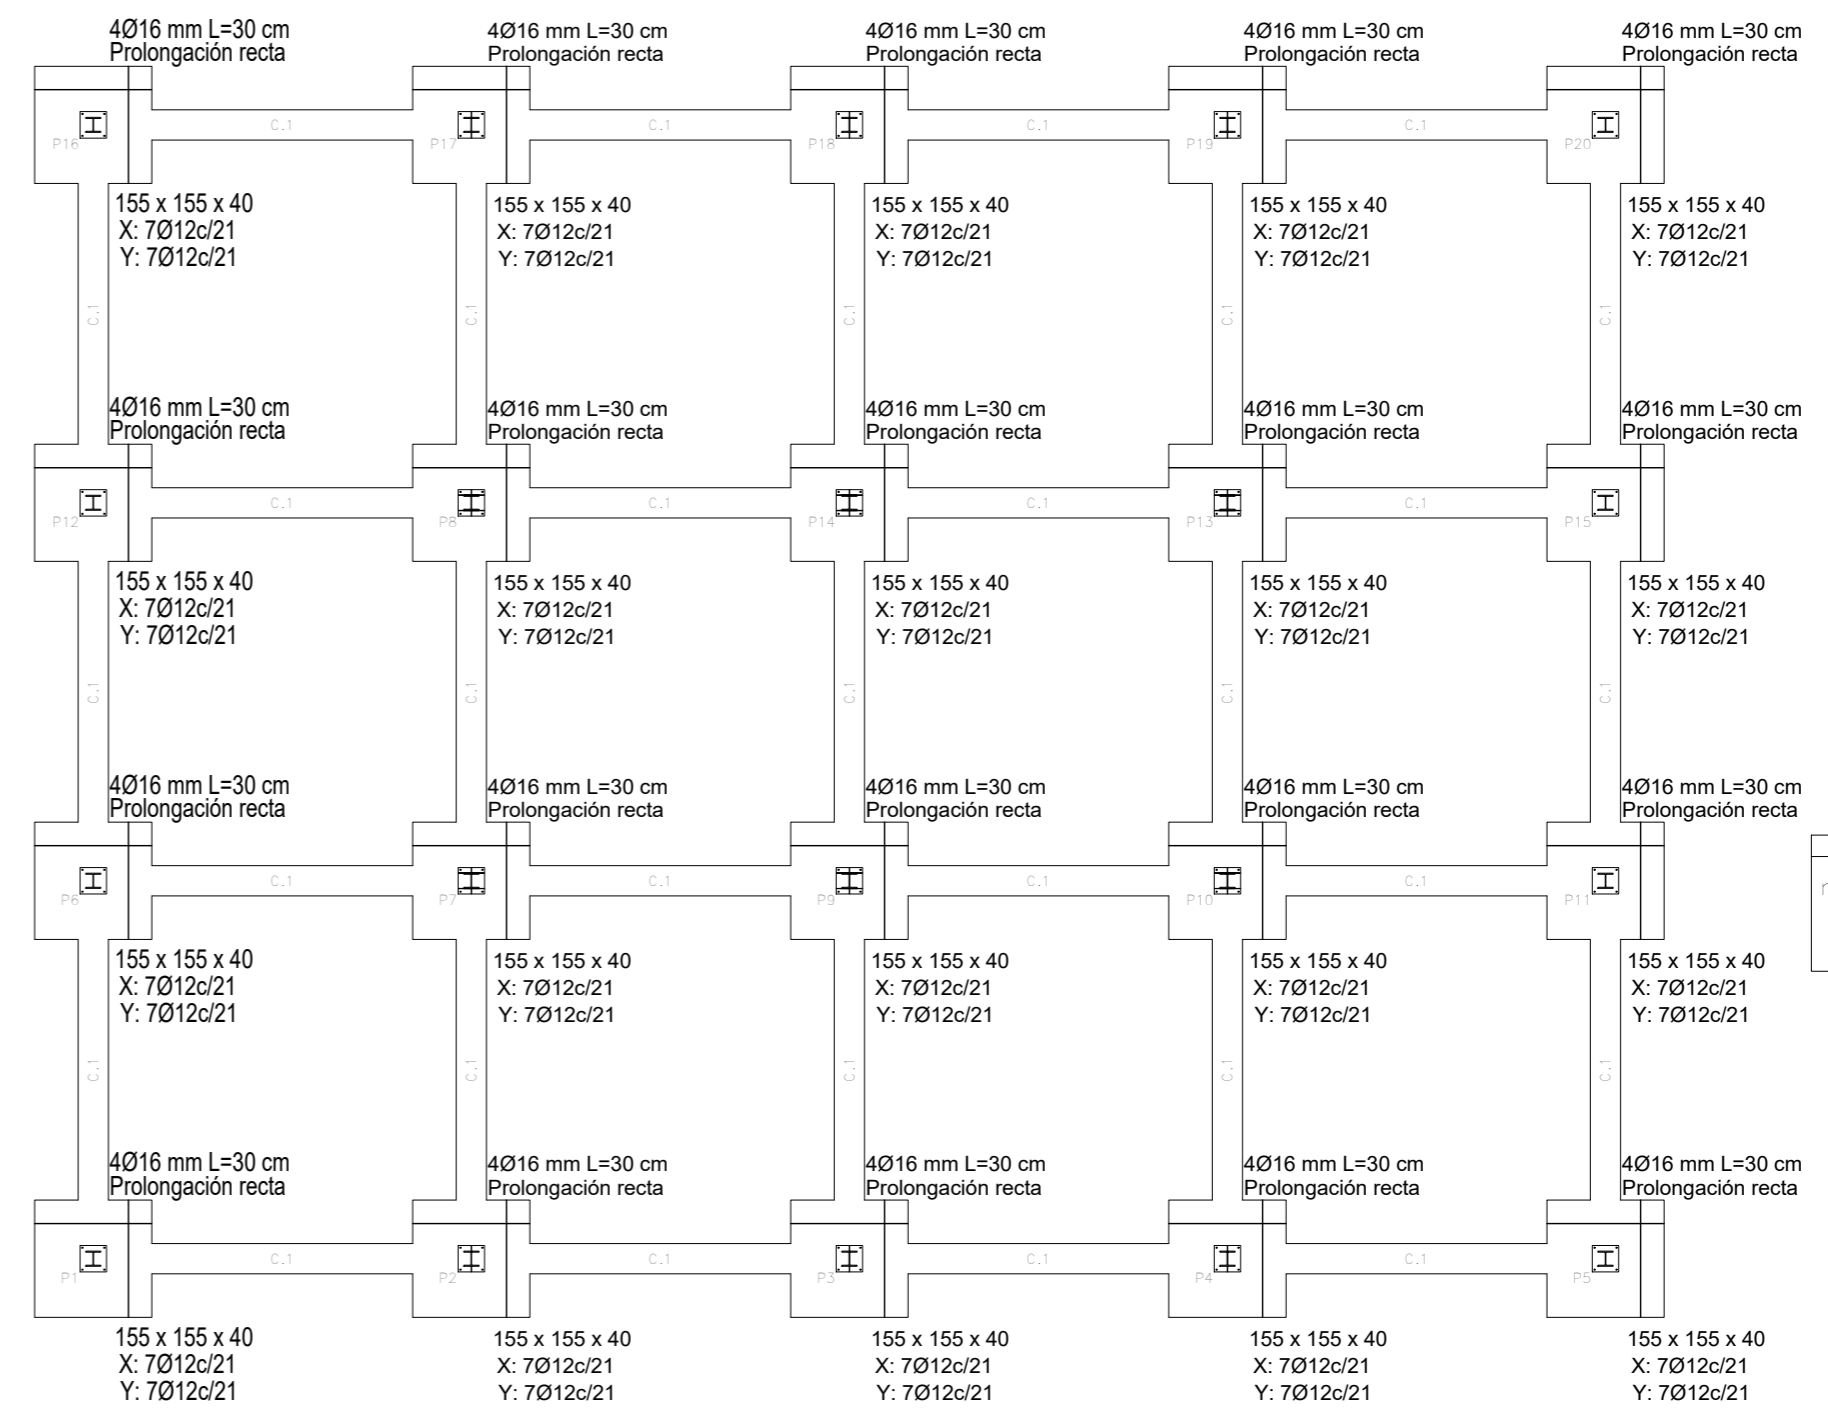 4Ø16 mm L=30 cm
Prolongación recta
4Ø16 mm L=30 cm
Prolongación recta
4Ø16 mm L=30 cm
Prolongación recta
4Ø16 mm L=30 cm
Prolongación recta
4Ø16 mm L=30 cm
Prolongación recta
P16
C.1
P17
C.1
P18
C.1
P19
C.1
P20
155 x 155 x 40
X: 7Ø12c/21
Y: 7Ø12c/21
155 x 155 x 40
X: 7Ø12c/21
Y: 7Ø12c/21
155 x 155 x 40
X: 7Ø12c/21
Y: 7Ø12c/21
155 x 155 x 40
X: 7Ø12c/21
Y: 7Ø12c/21
155 x 155 x 40
X: 7Ø12c/21
Y: 7Ø12c/21
C.1
C.1
C.1
C.1
C.1
4Ø16 mm L=30 cm
Prolongación recta
4Ø16 mm L=30 cm
Prolongación recta
4Ø16 mm L=30 cm
Prolongación recta
4Ø16 mm L=30 cm
Prolongación recta
4Ø16 mm L=30 cm
Prolongación recta
P12
C.1
P8
C.1
P14
C.1
P13
C.1
P15
155 x 155 x 40
X: 7Ø12c/21
Y: 7Ø12c/21
155 x 155 x 40
X: 7Ø12c/21
Y: 7Ø12c/21
155 x 155 x 40
X: 7Ø12c/21
Y: 7Ø12c/21
155 x 155 x 40
X: 7Ø12c/21
Y: 7Ø12c/21
155 x 155 x 40
X: 7Ø12c/21
Y: 7Ø12c/21
C.1
C.1
C.1
C.1
C.1
4Ø16 mm L=30 cm
Prolongación recta
4Ø16 mm L=30 cm
Prolongación recta
4Ø16 mm L=30 cm
Prolongación recta
4Ø16 mm L=30 cm
Prolongación recta
4Ø16 mm L=30 cm
Prolongación recta
P6
C.1
P7
C.1
P9
C.1
P10
C.1
P11
155 x 155 x 40
X: 7Ø12c/21
Y: 7Ø12c/21
155 x 155 x 40
X: 7Ø12c/21
Y: 7Ø12c/21
155 x 155 x 40
X: 7Ø12c/21
Y: 7Ø12c/21
155 x 155 x 40
X: 7Ø12c/21
Y: 7Ø12c/21
155 x 155 x 40
X: 7Ø12c/21
Y: 7Ø12c/21
C.1
C.1
C.1
C.1
C.1
4Ø16 mm L=30 cm
Prolongación recta
4Ø16 mm L=30 cm
Prolongación recta
4Ø16 mm L=30 cm
Prolongación recta
4Ø16 mm L=30 cm
Prolongación recta
4Ø16 mm L=30 cm
Prolongación recta
P1
C.1
P2
C.1
P3
C.1
P4
C.1
P5
155 x 155 x 40
X: 7Ø12c/21
Y: 7Ø12c/21
155 x 155 x 40
X: 7Ø12c/21
Y: 7Ø12c/21
155 x 155 x 40
X: 7Ø12c/21
Y: 7Ø12c/21
155 x 155 x 40
X: 7Ø12c/21
Y: 7Ø12c/21
155 x 155 x 40
X: 7Ø12c/21
Y: 7Ø12c/21